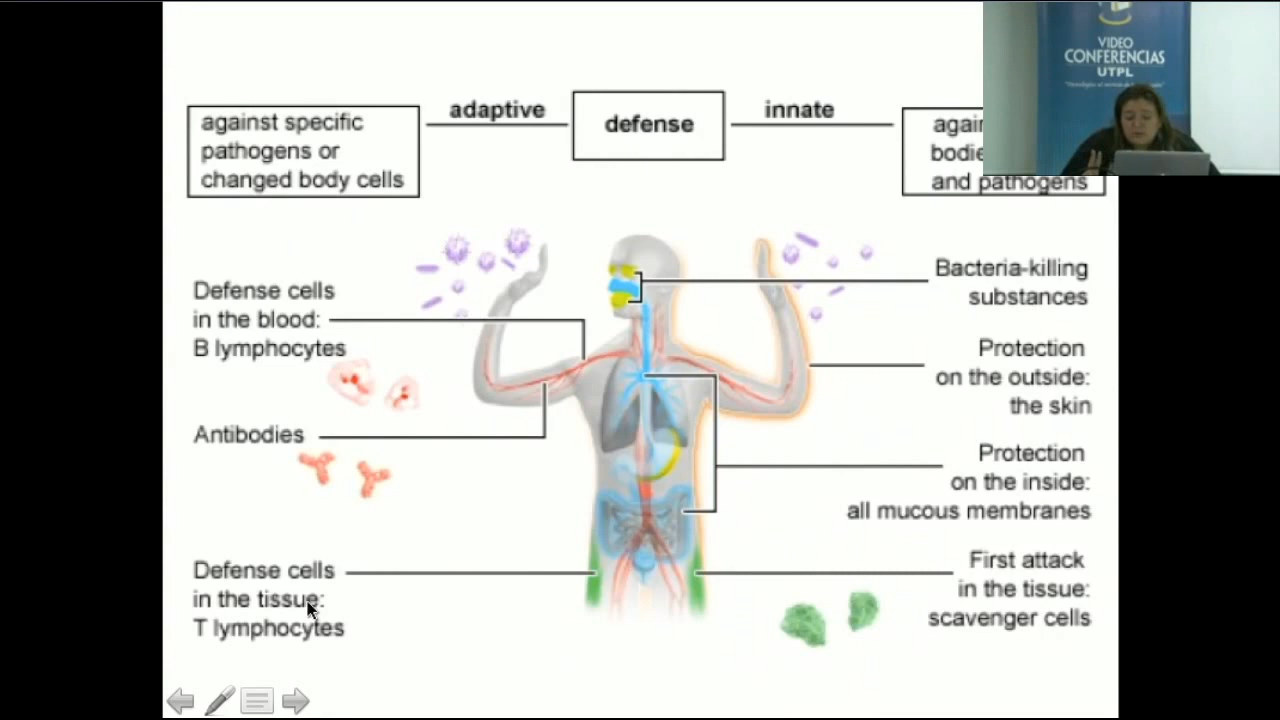 VIDEO
CONFERENCIAS
UTPL
adaptive
defense
innate
against specific
pathogens or
changed body cells
and pathogens
Defense cells
in the blood:
B lymphocytes
Antibodies
Defense cells
in the tissue:
T lymphocytes
Bacteria-killing
substances
Protection
on the outside:
the skin
Protection
on the inside:
all mucous membranes
First attack
in the tissue:
scavenger cells